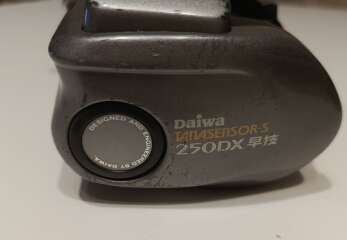 Daiwa
TANASENSOR·S
250DX 早技
DESIGNED AND ENGINEERED BY DAIWA